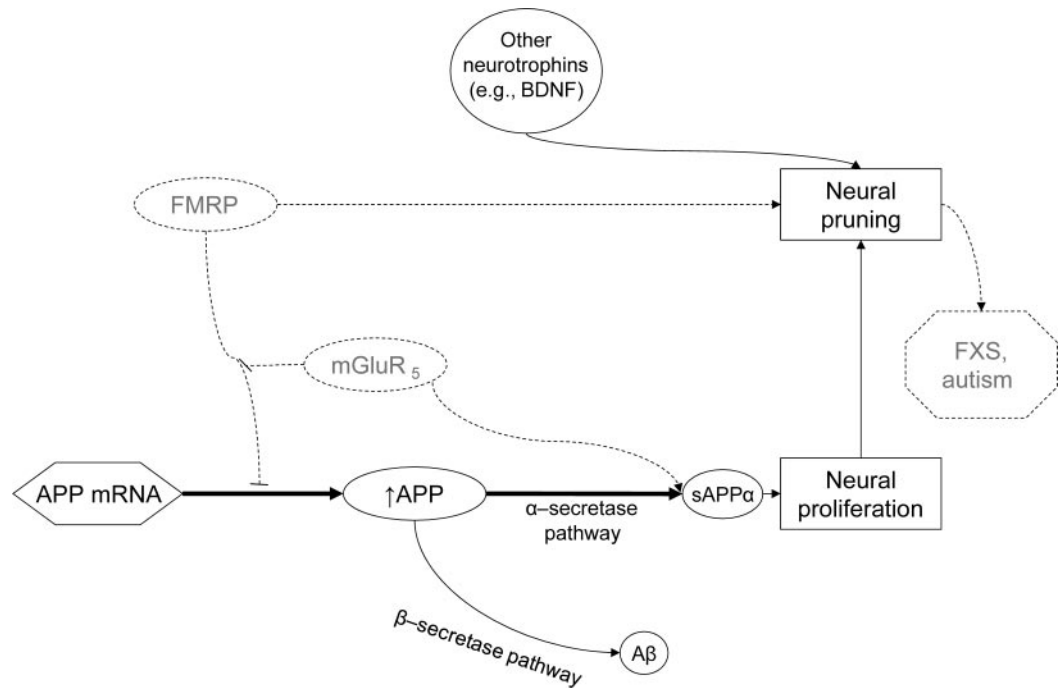 Other
neurotrophins
(e.g., BDNF)
FMRP
Neural
pruning
mGluR 5
FXS,
autism
APP mRNA
↑APP
α–secretase
pathway
sAPPα
Neural
proliferation
β–secretase pathway
Aβ